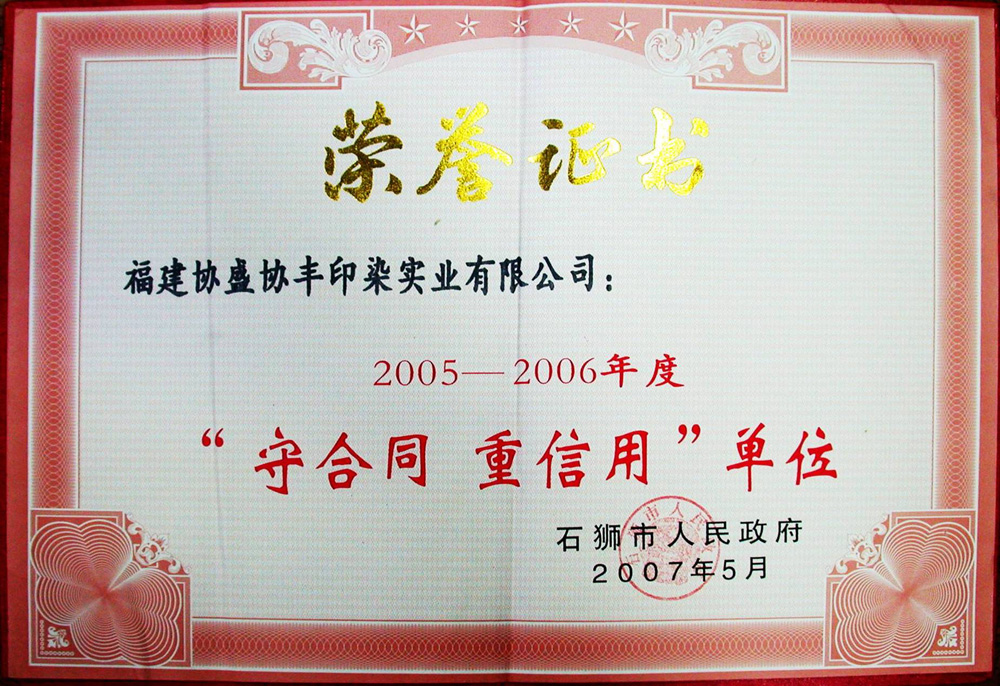 荣誉证书
福建协盛协丰印染实业有限公司：
2005—2006年度
“守合同 重信用”单位
石狮市人民政府
2007年5月